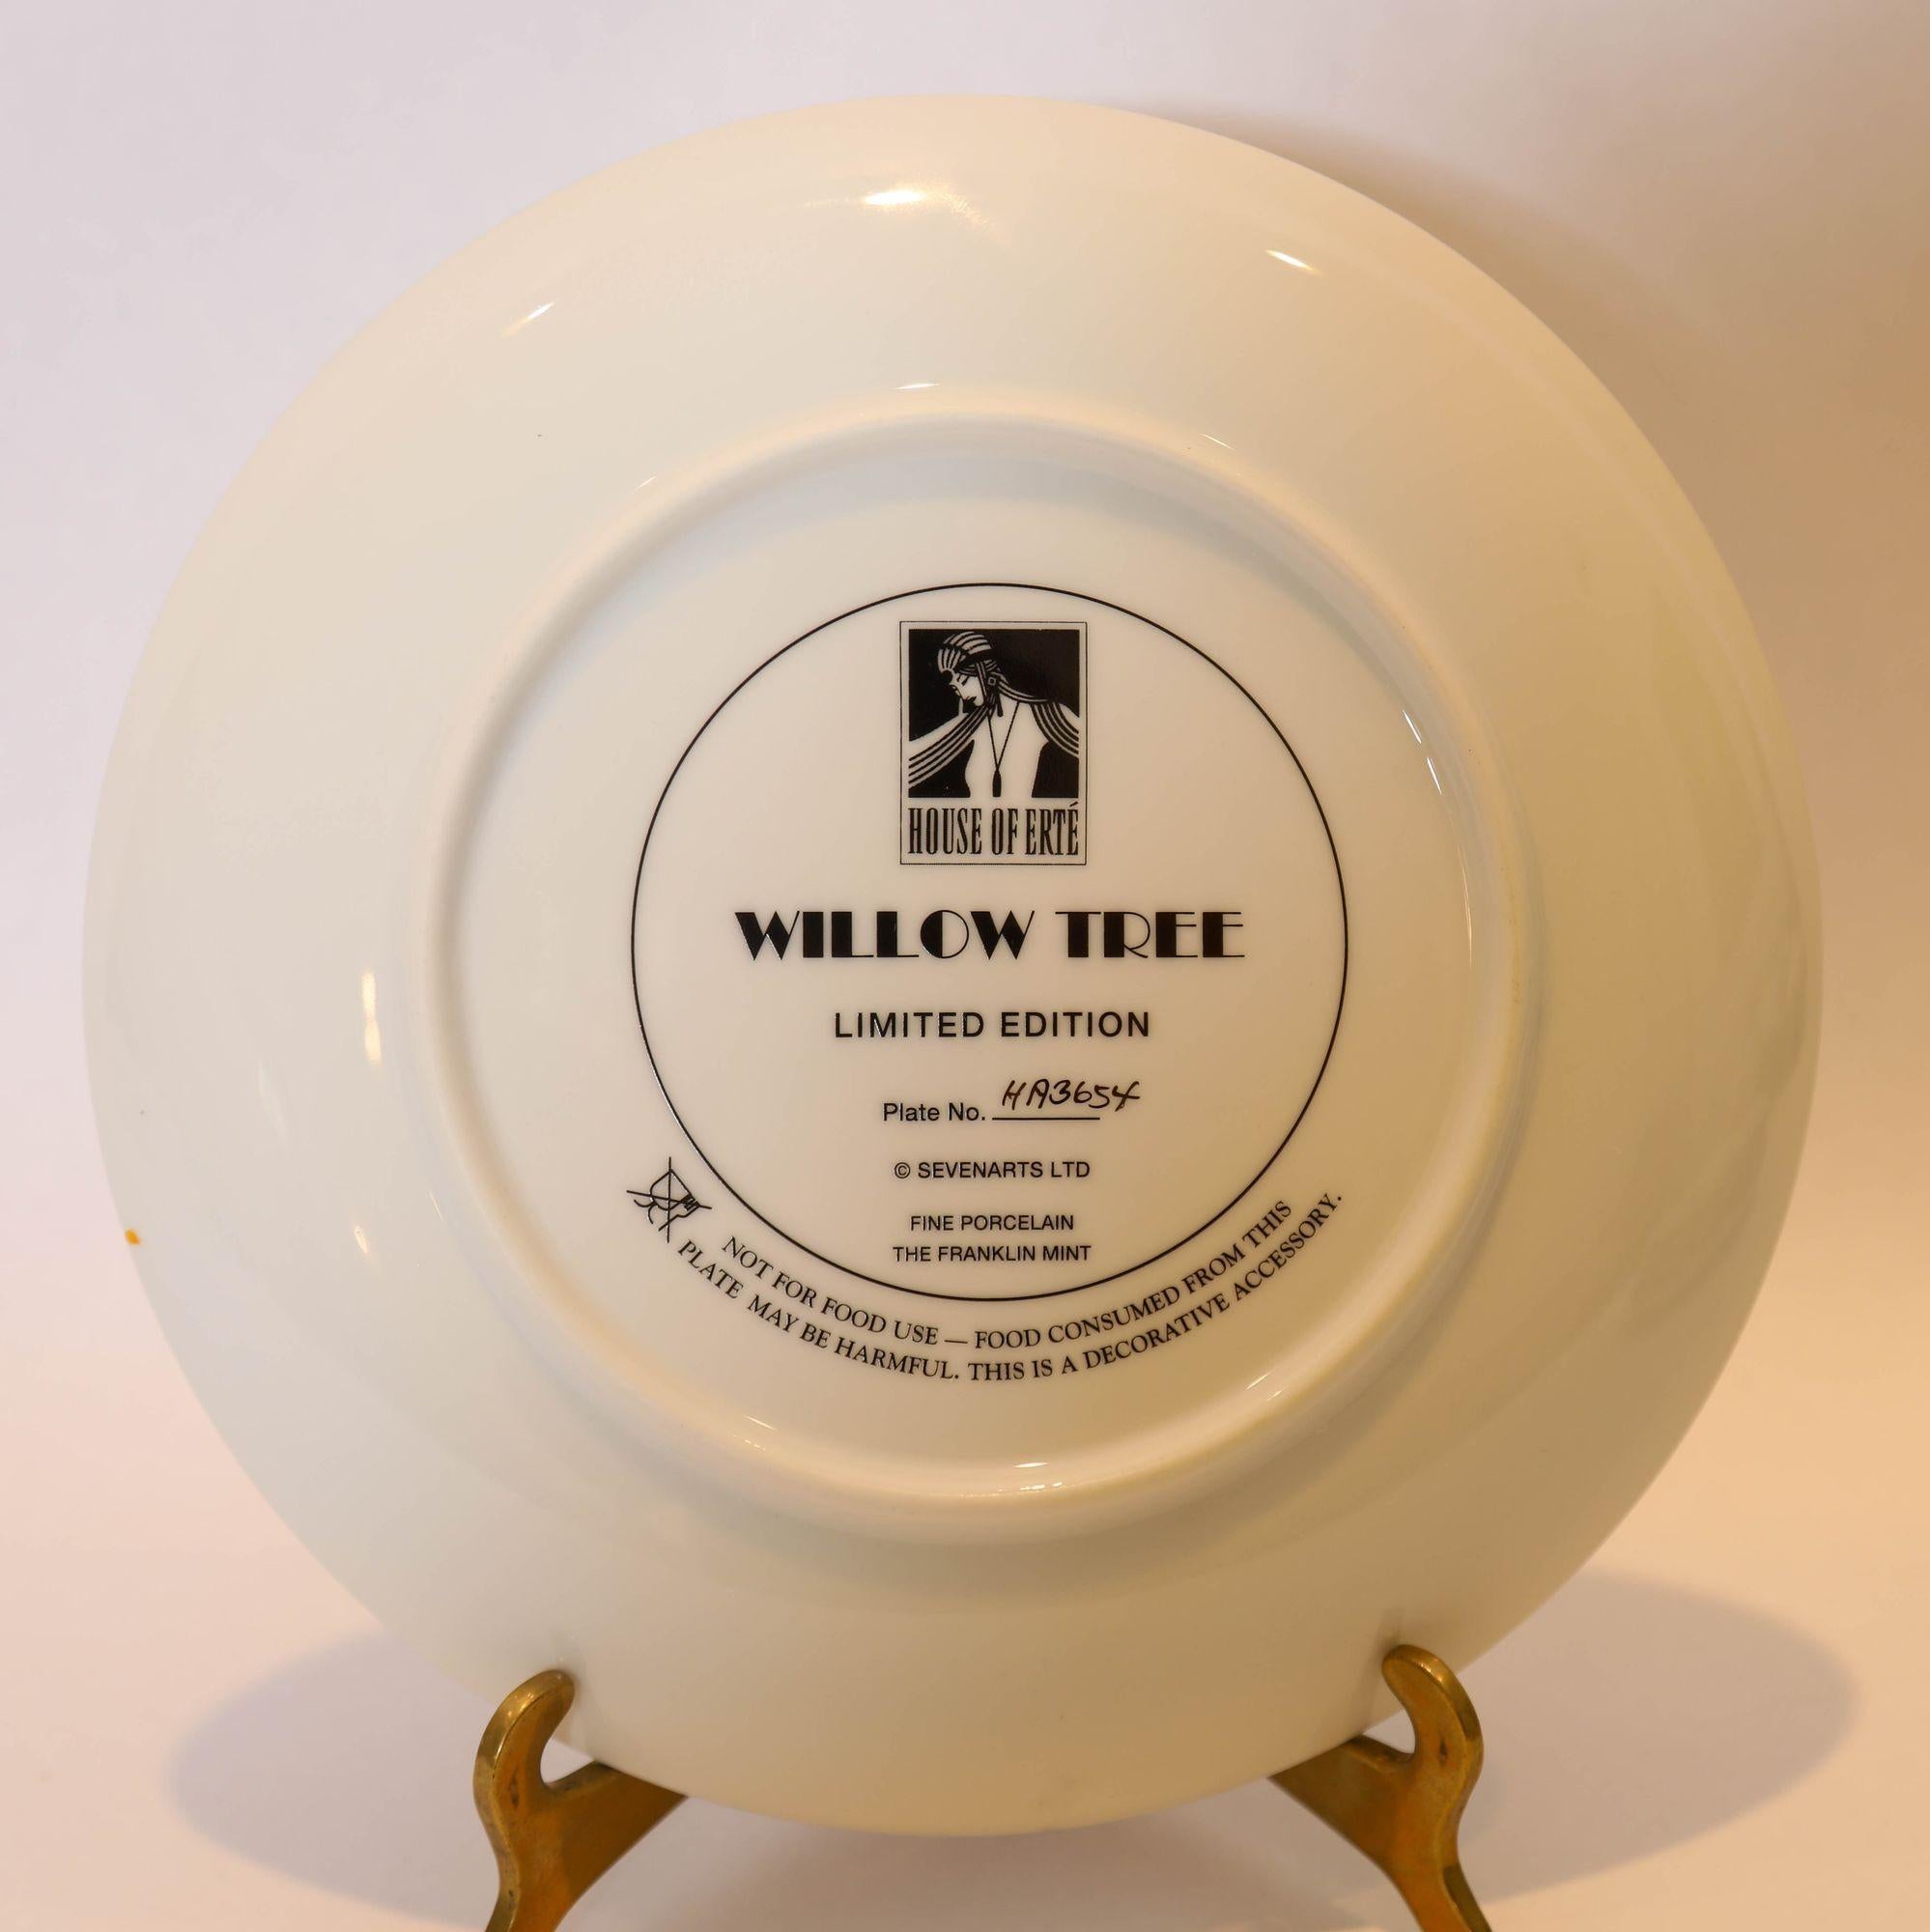 HOUSE OF ERTÉ
WILLOW TREE
LIMITED EDITION
Plate No. HA3654
© SEVENARTS LTD
FINE PORCELAIN
THE FRANKLIN MINT
NOT FOR FOOD USE — FOOD CONSUMED FROM THIS
PLATE MAY BE HARMFUL. THIS IS A DECORATIVE ACCESSORY.